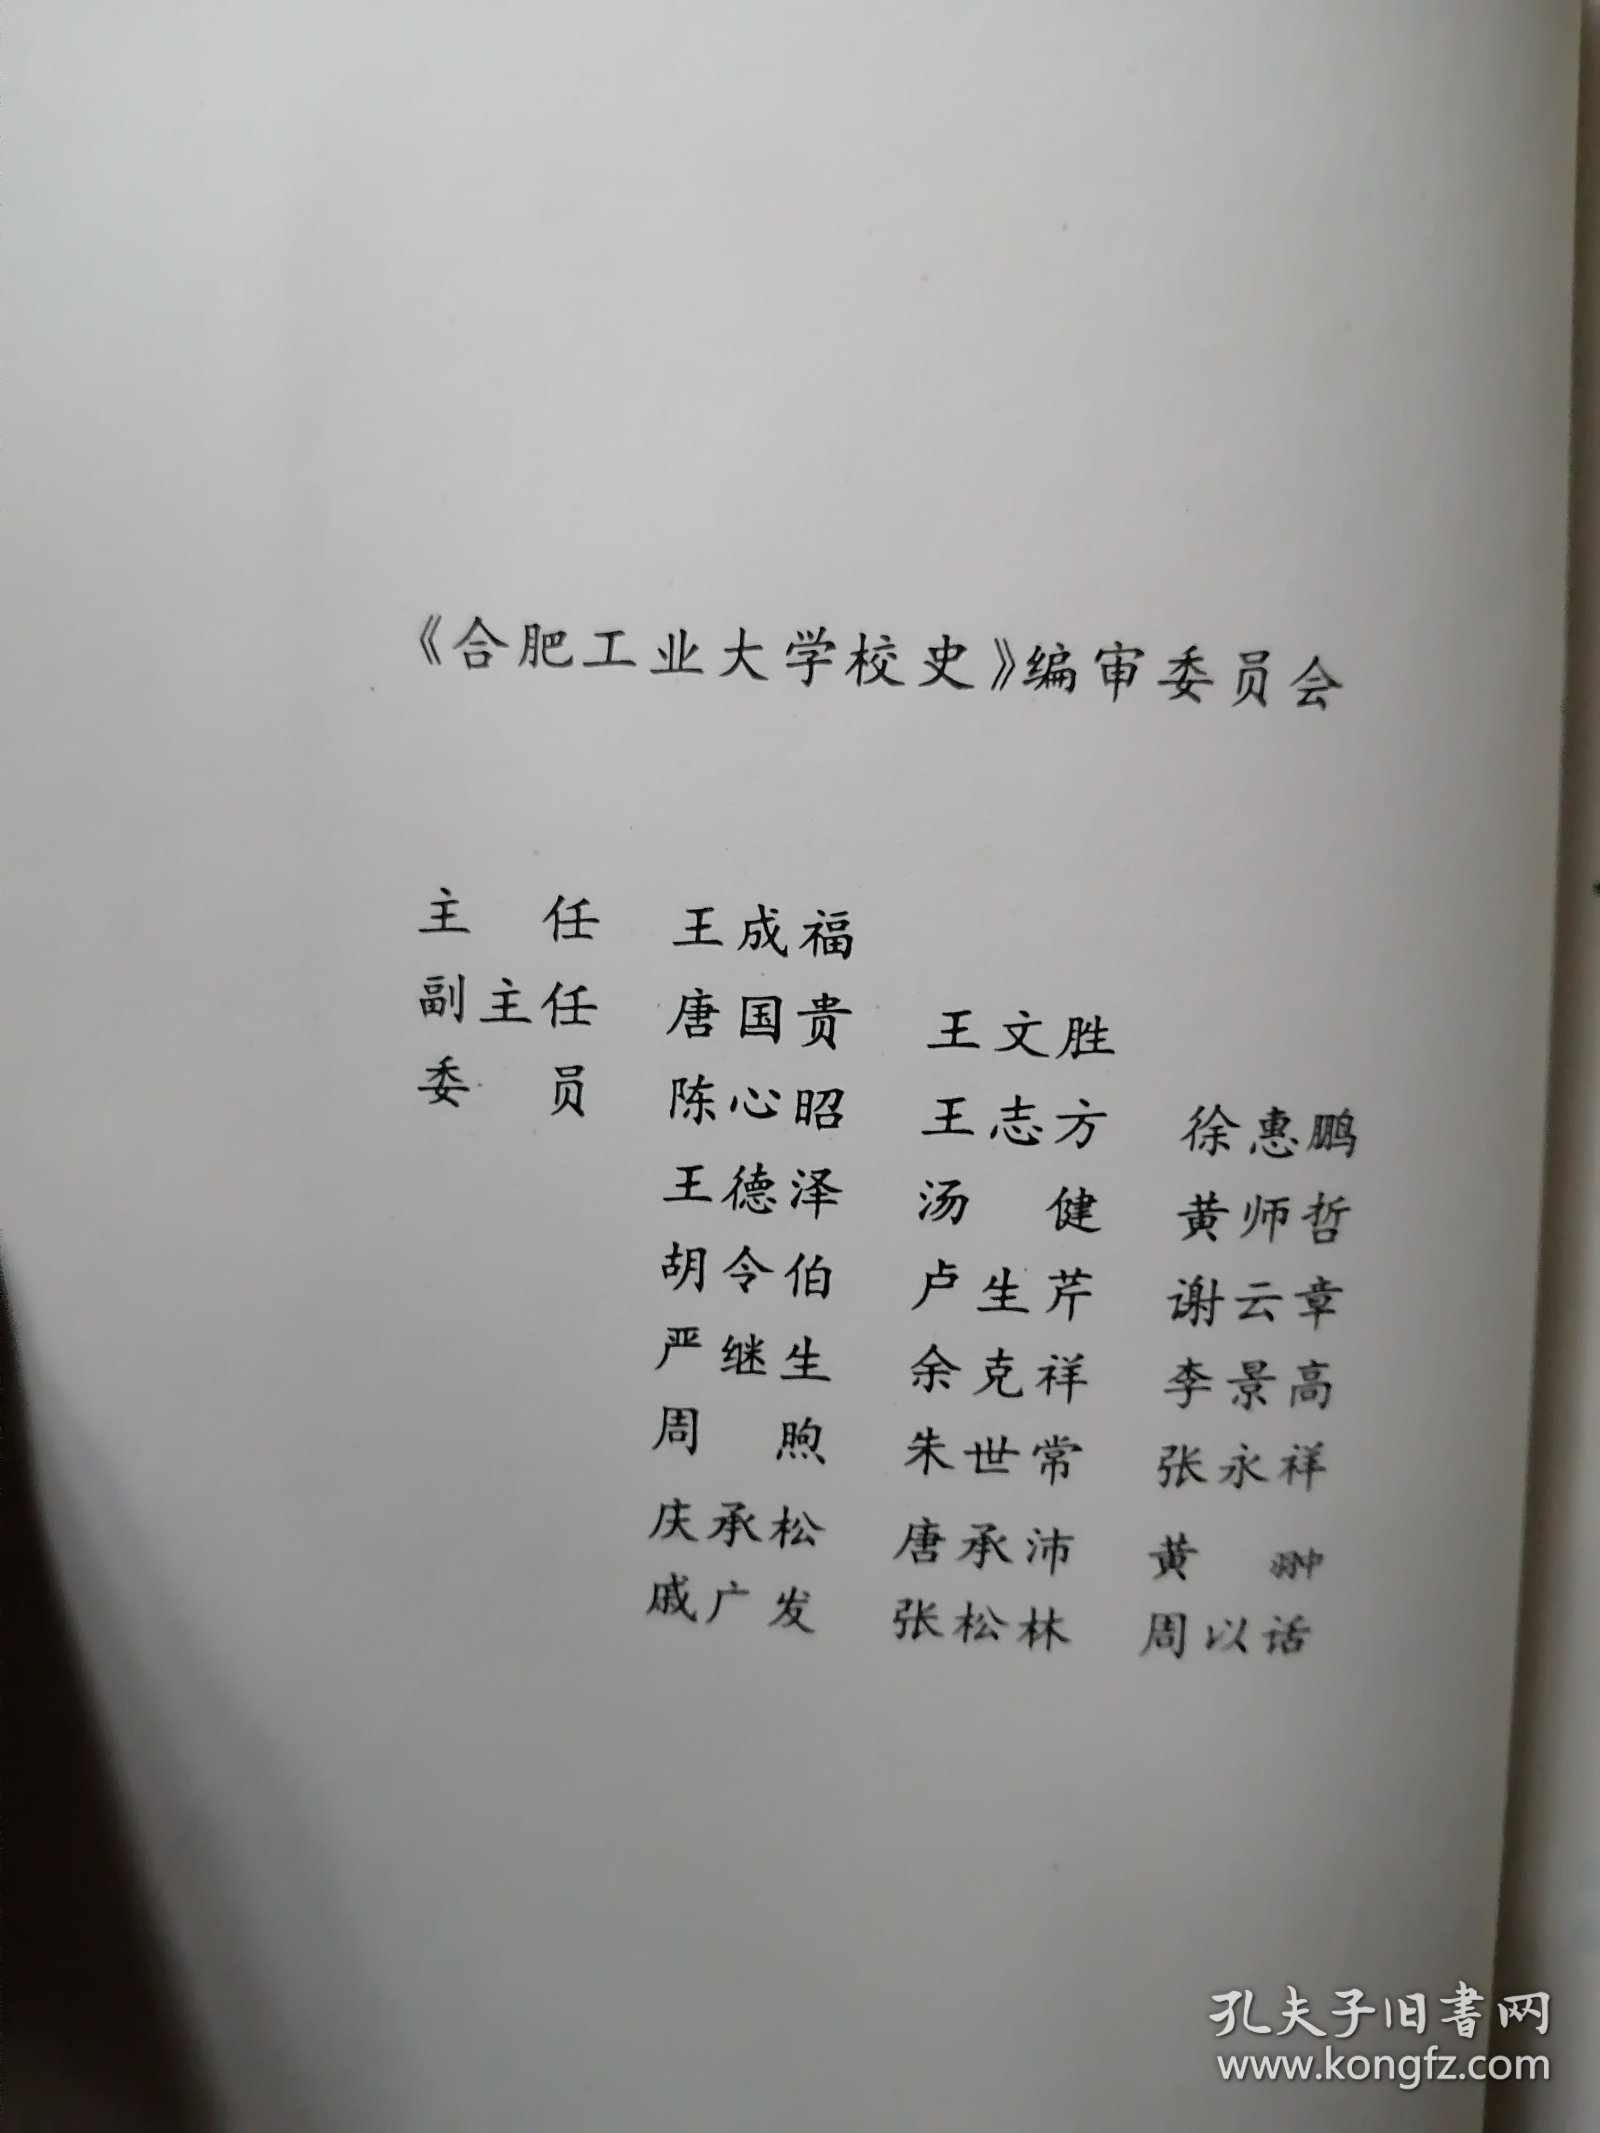 《合肥工业大学校史》编审委员会
主 任 王成福
副主任 唐国贵 王文胜
委 员 陈心昭 王志方 徐惠鹏
王德泽 汤 健 黄师哲
胡令伯 卢生芹 谢云章
严继生 余克祥 李景高
周 煦 朱世常 张永祥
庆承松 唐承沛 黄
戚广发 张松林 周以话
孔夫子旧书网
www.kongfz.com